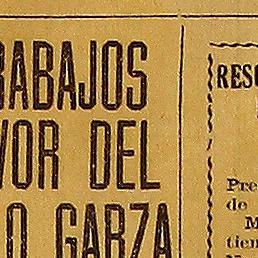 RABAJOS
VOR DEL
O GARZA
RESO
Pre
de
M
tien